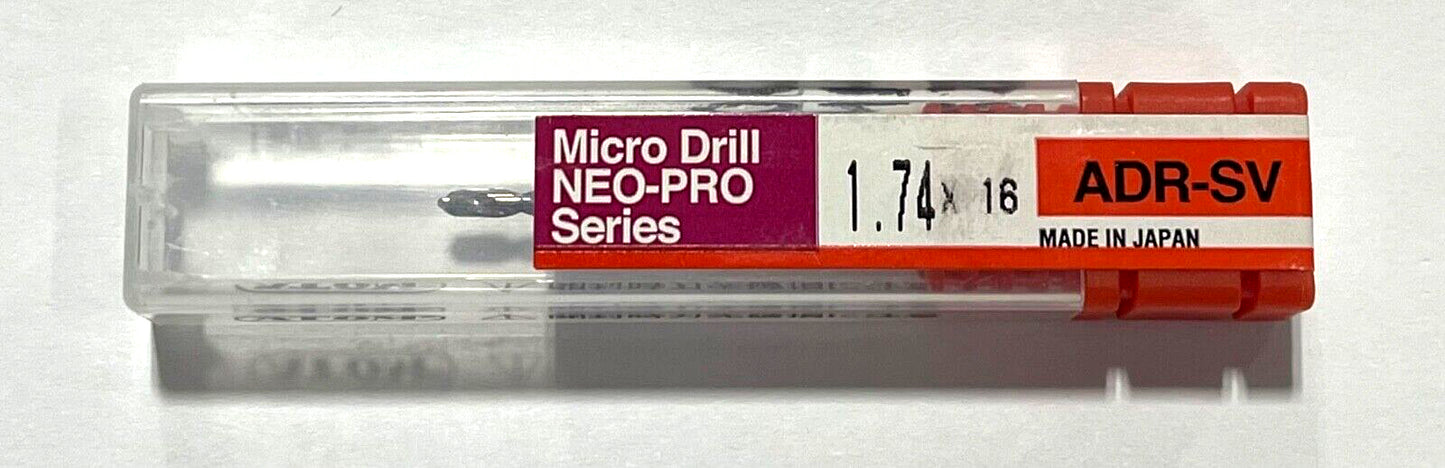 Micro Drill
NEO-PRO
Series
1.74 x 16
ADR-SV
MADE IN JAPAN